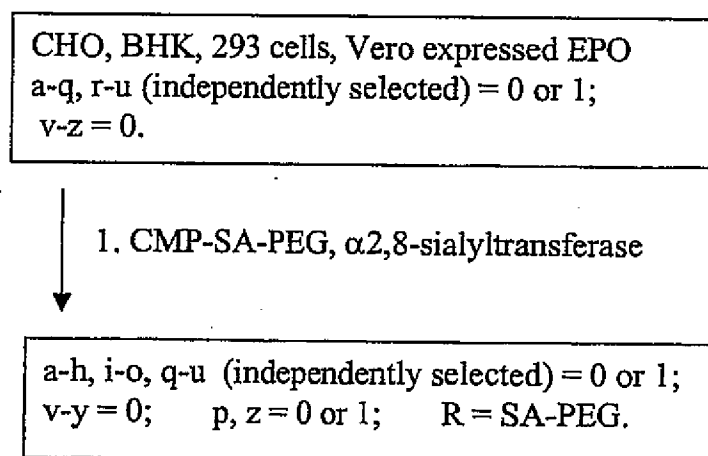 CHO, BHK, 293 cells, Vero expressed EPO
a-q, r-u (independently selected) = 0 or 1;
v-z = 0.
1. CMP-SA-PEG, α2,8-sialyltransferase
a-h, i-o, q-u (independently selected) = 0 or 1;
v-y = 0; p, z = 0 or 1; R = SA-PEG.